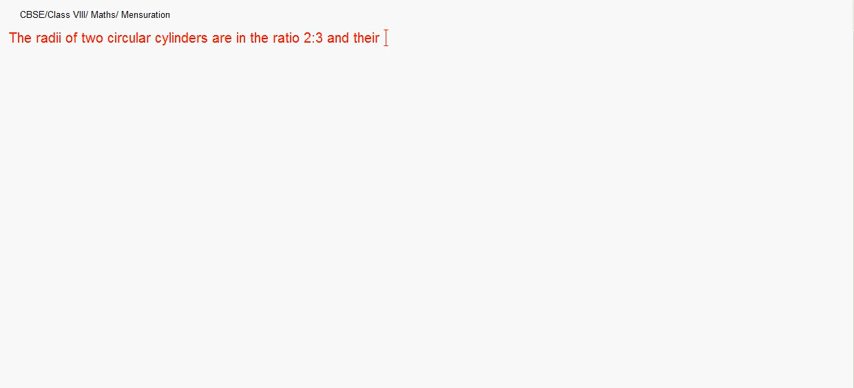 CBSE/Class VIII/ Maths/ Mensuration
The radii of two circular cylinders are in the ratio 2:3 and their